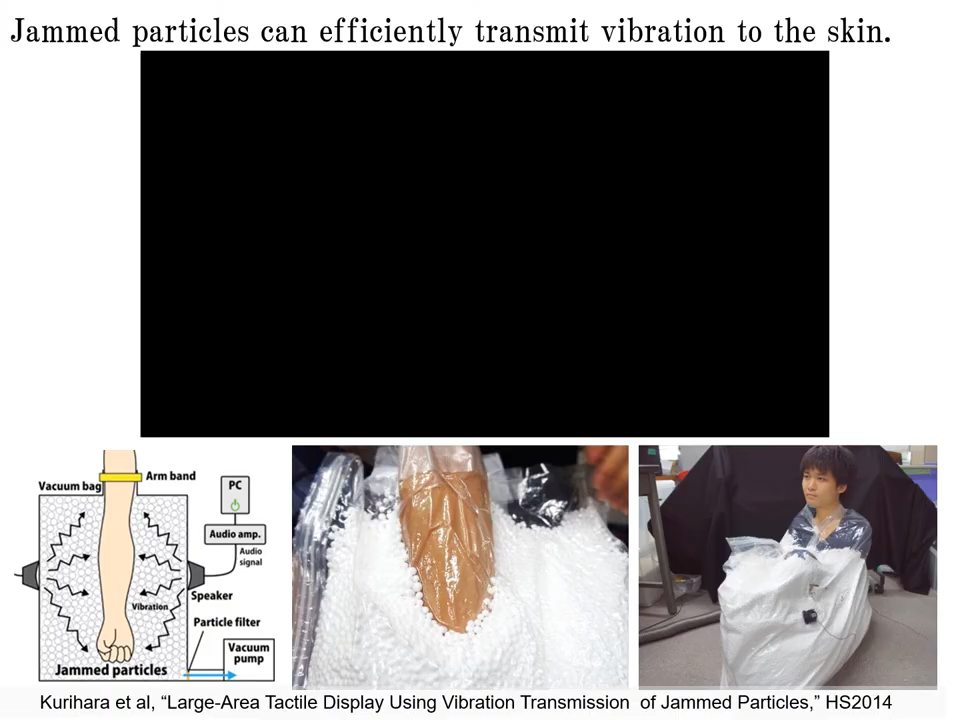 Jammed particles can efficiently transmit vibration to the skin.
Arm band
Vacuum bag
PC
Audio amp.
Audio
signal
Speaker
Vibration
Particle filter
Vacuum
pump
Jammed particles
Kurihara et al, “Large-Area Tactile Display Using Vibration Transmission of Jammed Particles,” HS2014